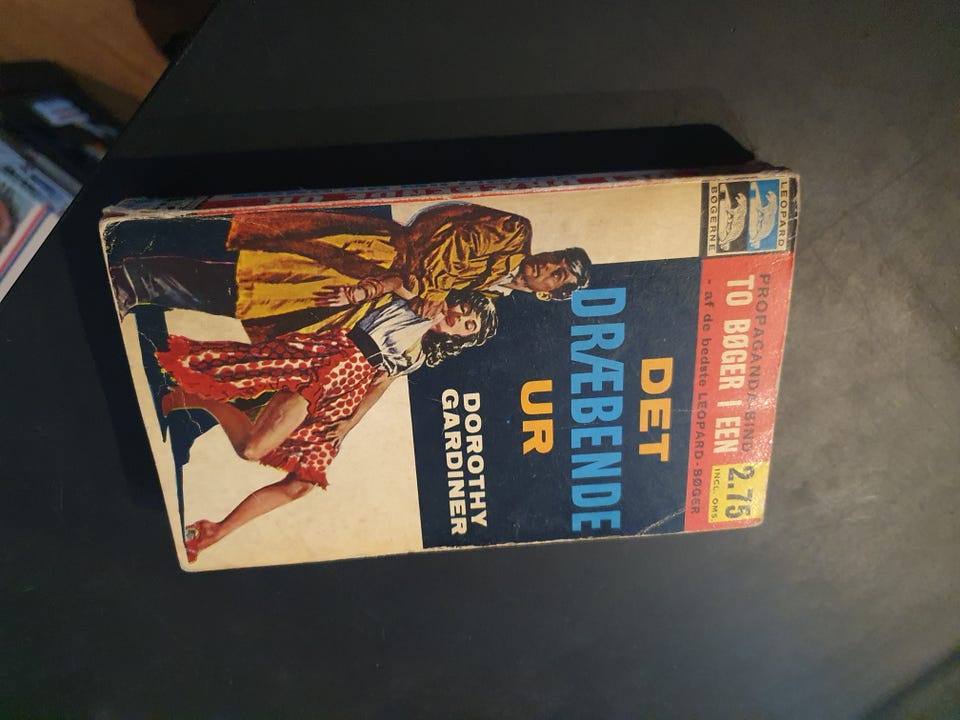 LEOPARD
BØGERNE
PROPAGANDA-BIND
TO BØGER I EEN
- af de bedste LEOPARD-BØGER
2.75
INCL. OMS.
DET
DRÆBENDE
UR
DOROTHY
GARDINER